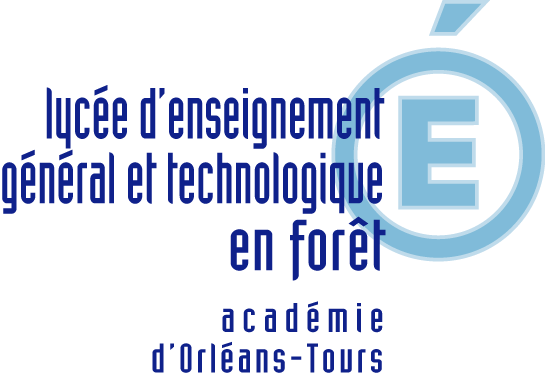 É
lycée d'enseignement
général et technologique
en forêt
académie
d'Orléans-Tours